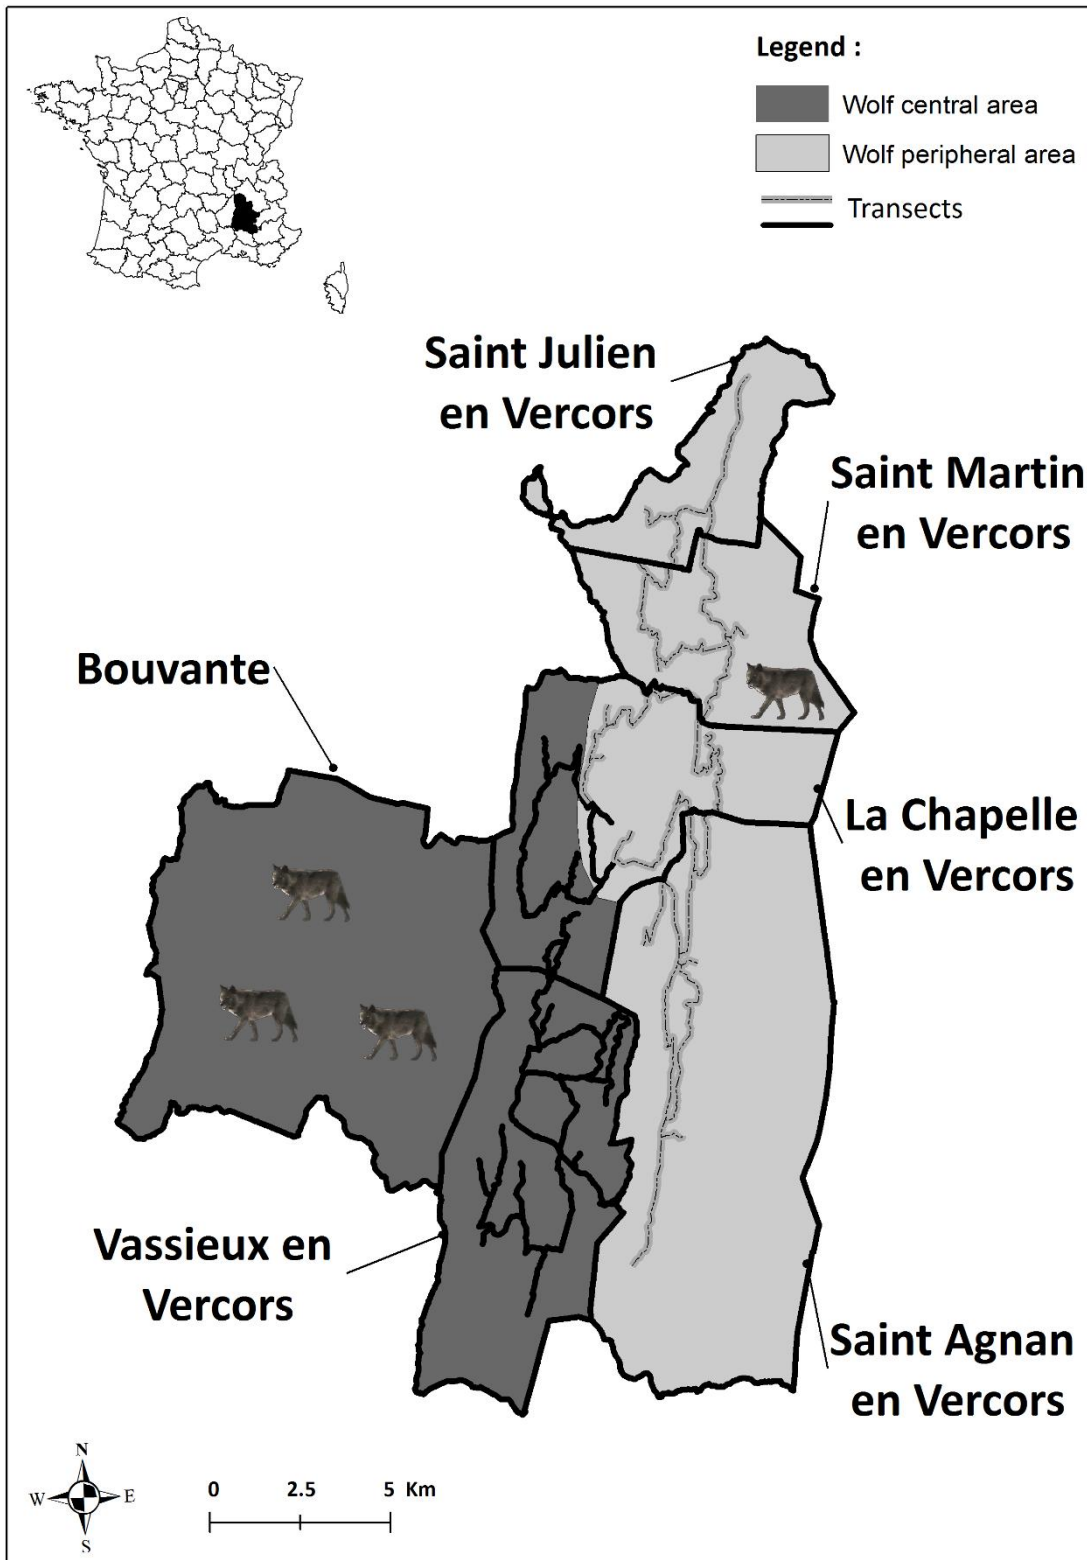 Legend :
Wolf central area
Wolf peripheral area
Transects
Saint Julien
en Vercors
Saint Martin
en Vercors
Bouvante
La Chapelle
en Vercors
Vassieux en
Vercors
Saint Agnan
en Vercors
N
W E
S
0 2.5 5 Km